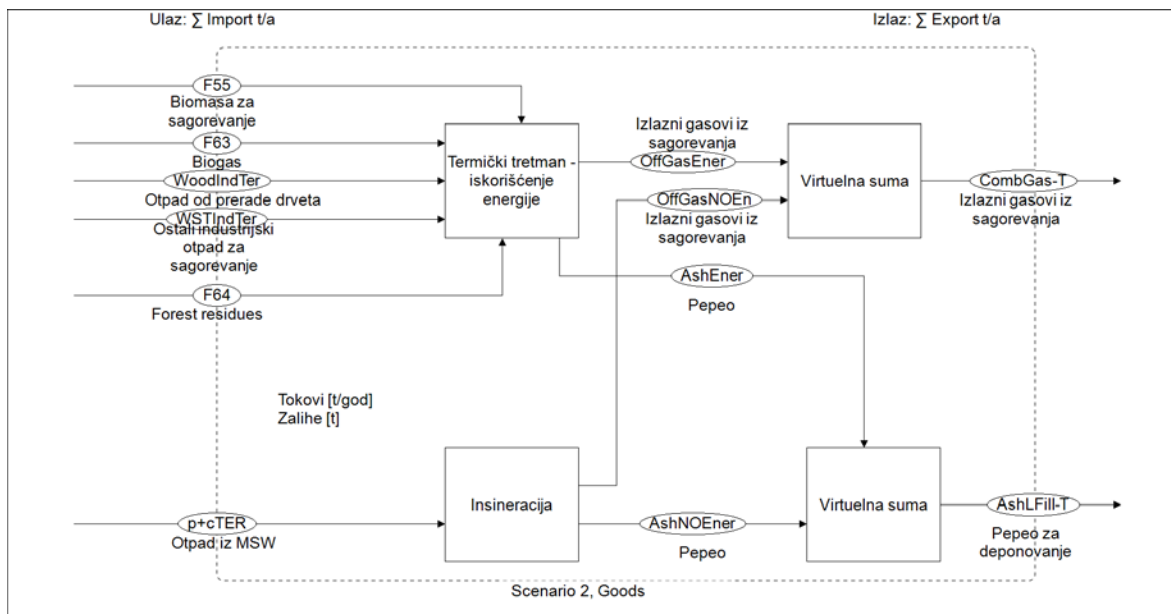 Ulaz: ∑ Import t/a
Izlaz: ∑ Export t/a
F55
Biomasa za
sagorevanje
F63
Biogas
WoodIndTer
Otpad od prerade drveta
WSTIndTer
Ostali industrijski
otpad za
sagorevanje
F64
Forest residues
Termički tretman -
iskorišćenje
energije
Izlazni gasovi iz
sagorevanja
OffGasEner
OffGasNOEn
Izlazni gasovi iz
sagorevanja
Virtuelna suma
CombGas-T
Izlazni gasovi iz
sagorevanja
AshEner
Pepeo
Tokovi [t/god]
Zalihe [t]
p+cTER
Otpad iz MSW
Insineracija
AshNOEner
Pepeo
Virtuelna suma
AshLFill-T
Pepeo za
deponovanje
Scenario 2, Goods